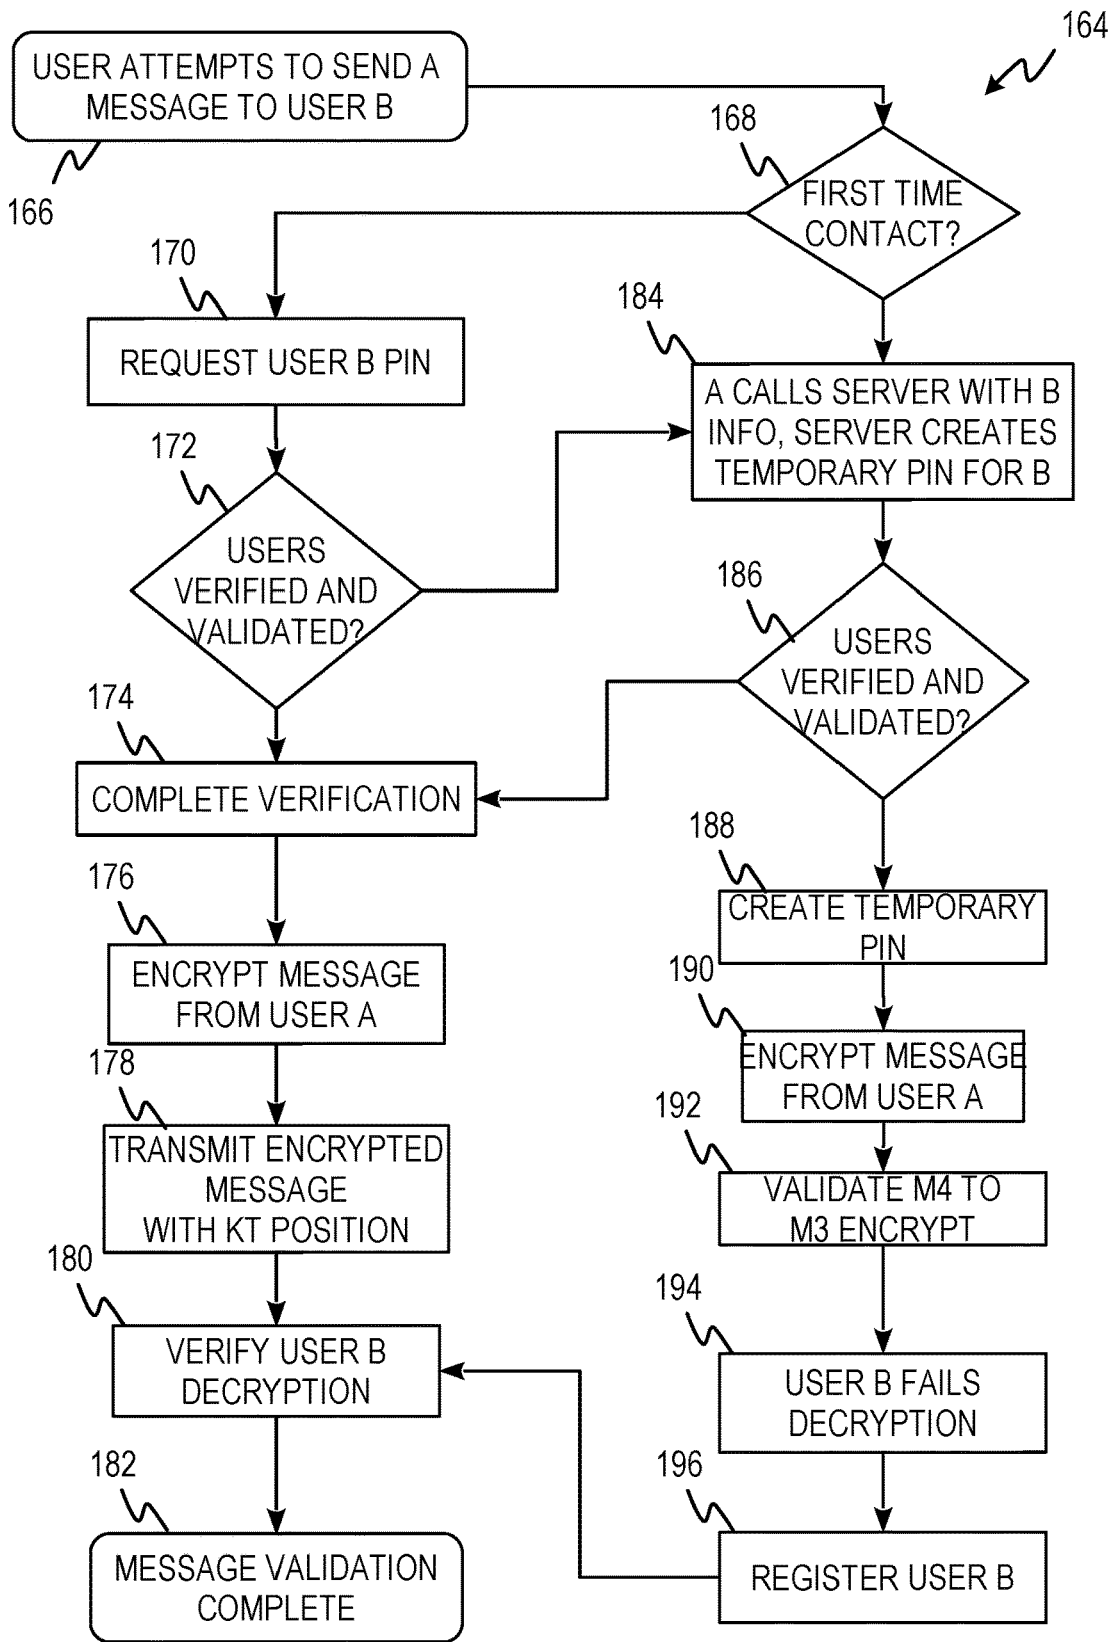 164
USER ATTEMPTS TO SEND A
MESSAGE TO USER B
166
168
FIRST TIME
CONTACT?
170
REQUEST USER B PIN
184
A CALLS SERVER WITH B
INFO, SERVER CREATES
TEMPORARY PIN FOR B
172
USERS
VERIFIED AND
VALIDATED?
186
USERS
VERIFIED AND
VALIDATED?
174
COMPLETE VERIFICATION
188
CREATE TEMPORARY
PIN
176
ENCRYPT MESSAGE
FROM USER A
190
ENCRYPT MESSAGE
FROM USER A
178
TRANSMIT ENCRYPTED
MESSAGE
WITH KT POSITION
192
VALIDATE M4 TO
M3 ENCRYPT
180
VERIFY USER B
DECRYPTION
194
USER B FAILS
DECRYPTION
182
MESSAGE VALIDATION
COMPLETE
196
REGISTER USER B